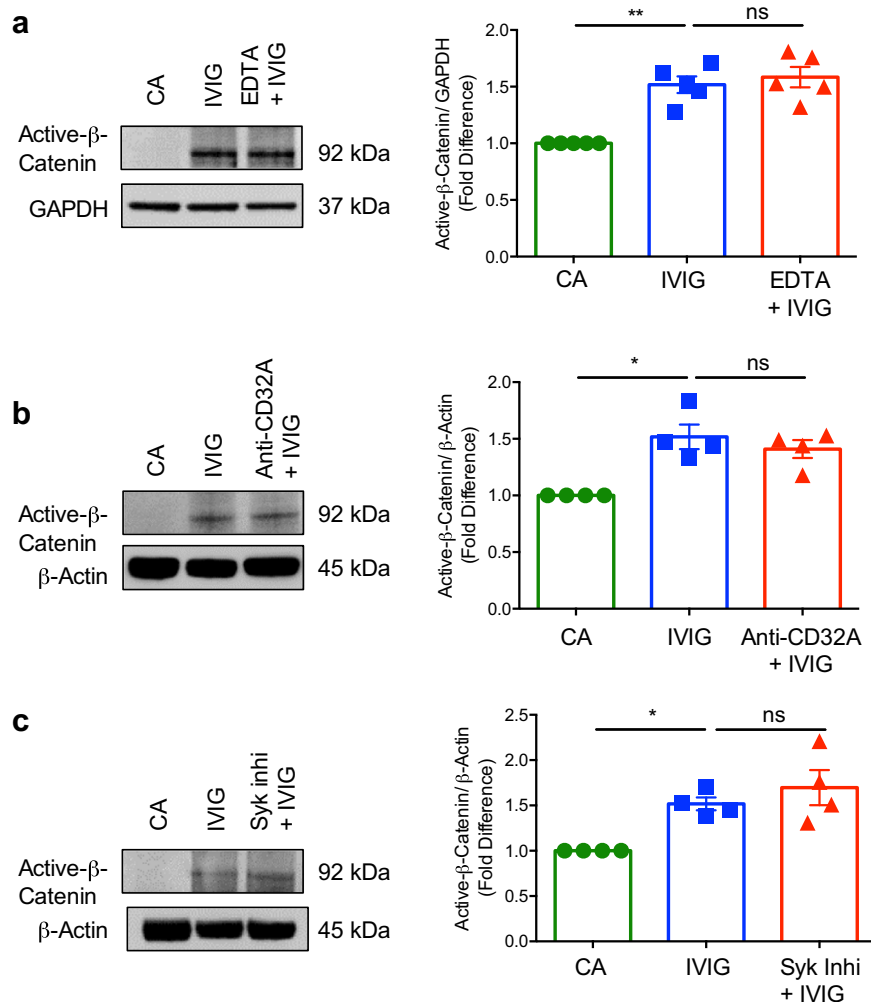 a
CA
IVIG
EDTA
+ IVIG
Active-β-
Catenin
92 kDa
GAPDH
37 kDa
Active-β-Catenin/ GAPDH
(Fold Difference)
2.0
1.5
1.0
0.5
0.0
**
ns
CA
IVIG
EDTA
+ IVIG
b
CA
IVIG
Anti-CD32A
+ IVIG
Active-β-
Catenin
92 kDa
β-Actin
45 kDa
Active-β-Catenin/ β-Actin
(Fold Difference)
2.0
1.5
1.0
0.5
0.0
*
ns
CA
IVIG
Anti-CD32A
+ IVIG
c
CA
IVIG
Syk inhi
+ IVIG
Active-β-
Catenin
92 kDa
β-Actin
45 kDa
Active-β-Catenin/ β-Actin
(Fold Difference)
2.5
2.0
1.5
1.0
0.5
0.0
*
ns
CA
IVIG
Syk Inhi
+ IVIG